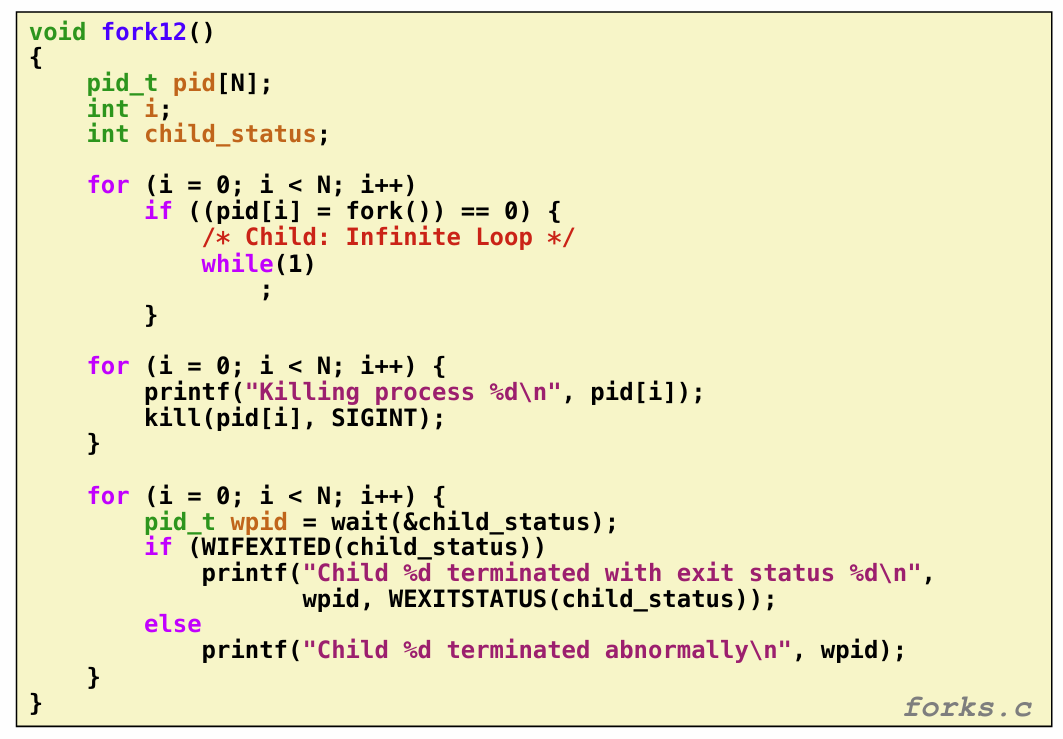 void fork12()
{
    pid_t pid[N];
    int i;
    int child_status;

    for (i = 0; i < N; i++)
        if ((pid[i] = fork()) == 0) {
            /* Child: Infinite Loop */
            while(1)
                ;
        }

    for (i = 0; i < N; i++) {
        printf("Killing process %d\n", pid[i]);
        kill(pid[i], SIGINT);
    }

    for (i = 0; i < N; i++) {
        pid_t wpid = wait(&child_status);
        if (WIFEXITED(child_status))
            printf("Child %d terminated with exit status %d\n",
                   wpid, WEXITSTATUS(child_status));
        else
            printf("Child %d terminated abnormally\n", wpid);
    }
}
forks.c